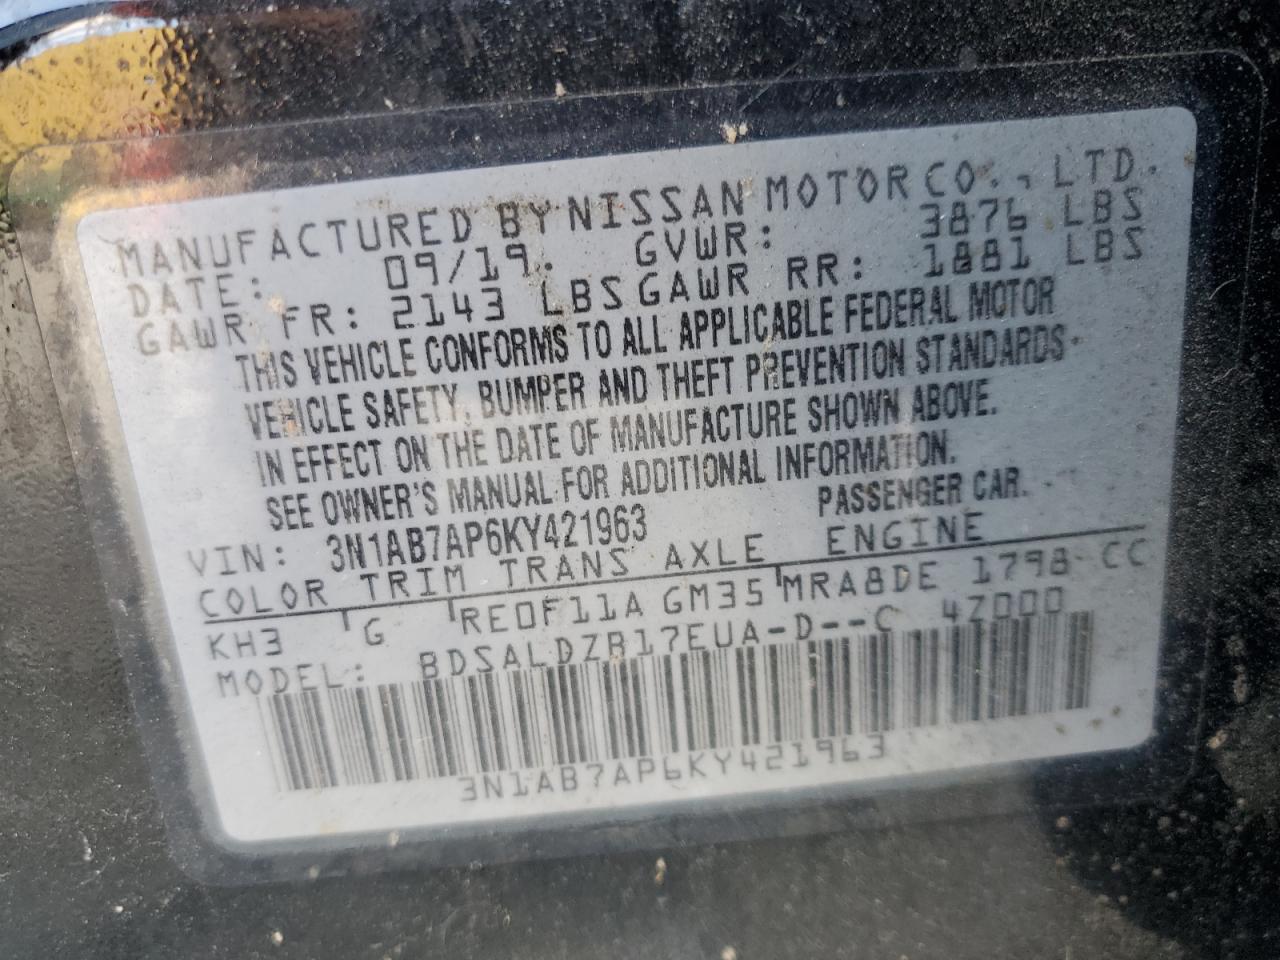 MANUFACTURED BY NISSAN MOTOR CO., LTD.
DATE: 09/19. GVWR: 3876 LBS
GAWR FR: 2143 LBS GAWR RR: 1881 LBS
THIS VEHICLE CONFORMS TO ALL APPLICABLE FEDERAL MOTOR
VEHICLE SAFETY, BUMPER AND THEFT PREVENTION STANDARDS
IN EFFECT ON THE DATE OF MANUFACTURE SHOWN ABOVE.
SEE OWNER'S MANUAL FOR ADDITIONAL INFORMATION.
VIN: 3N1AB7AP6KY421963 PASSENGER CAR.
COLOR TRIM TRANS AXLE ENGINE
KH3 G RE0F11A GM35 MRA8DE 1798 CC
MODEL: BDSALDZB17EUA-D--C 4Z000
3N1AB7AP6KY421963